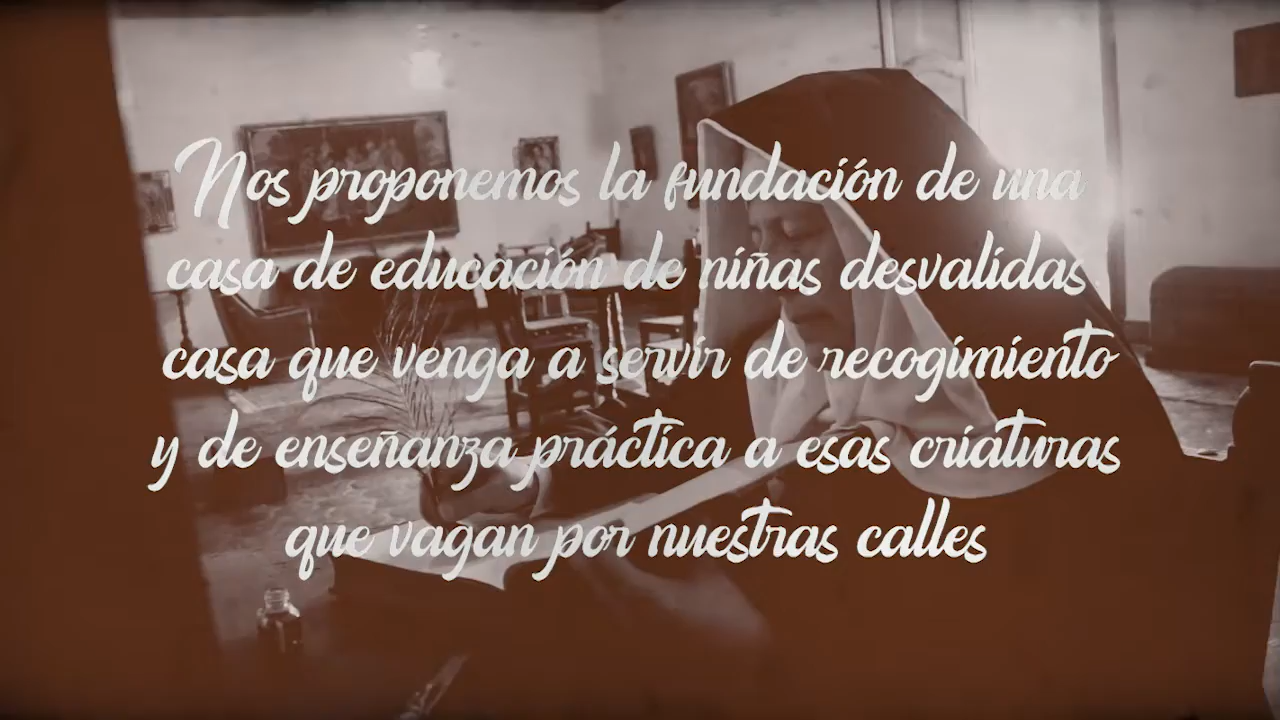 Nos proponemos la fundación de una
casa de educación de niñas desvalidas
casa que venga a servir de recogimiento
y de enseñanza práctica a esas criaturas
que vagan por nuestras calles